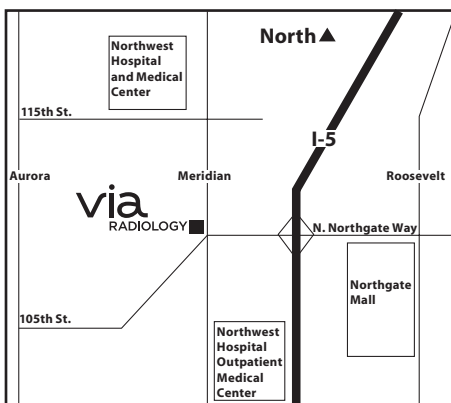 North
Northwest
Hospital
and Medical
Center
115th St.
I-5
Aurora
Meridian
Roosevelt
via
RADIOLOGY
N. Northgate Way
Northgate
Mall
105th St.
Northwest
Hospital
Outpatient
Medical
Center